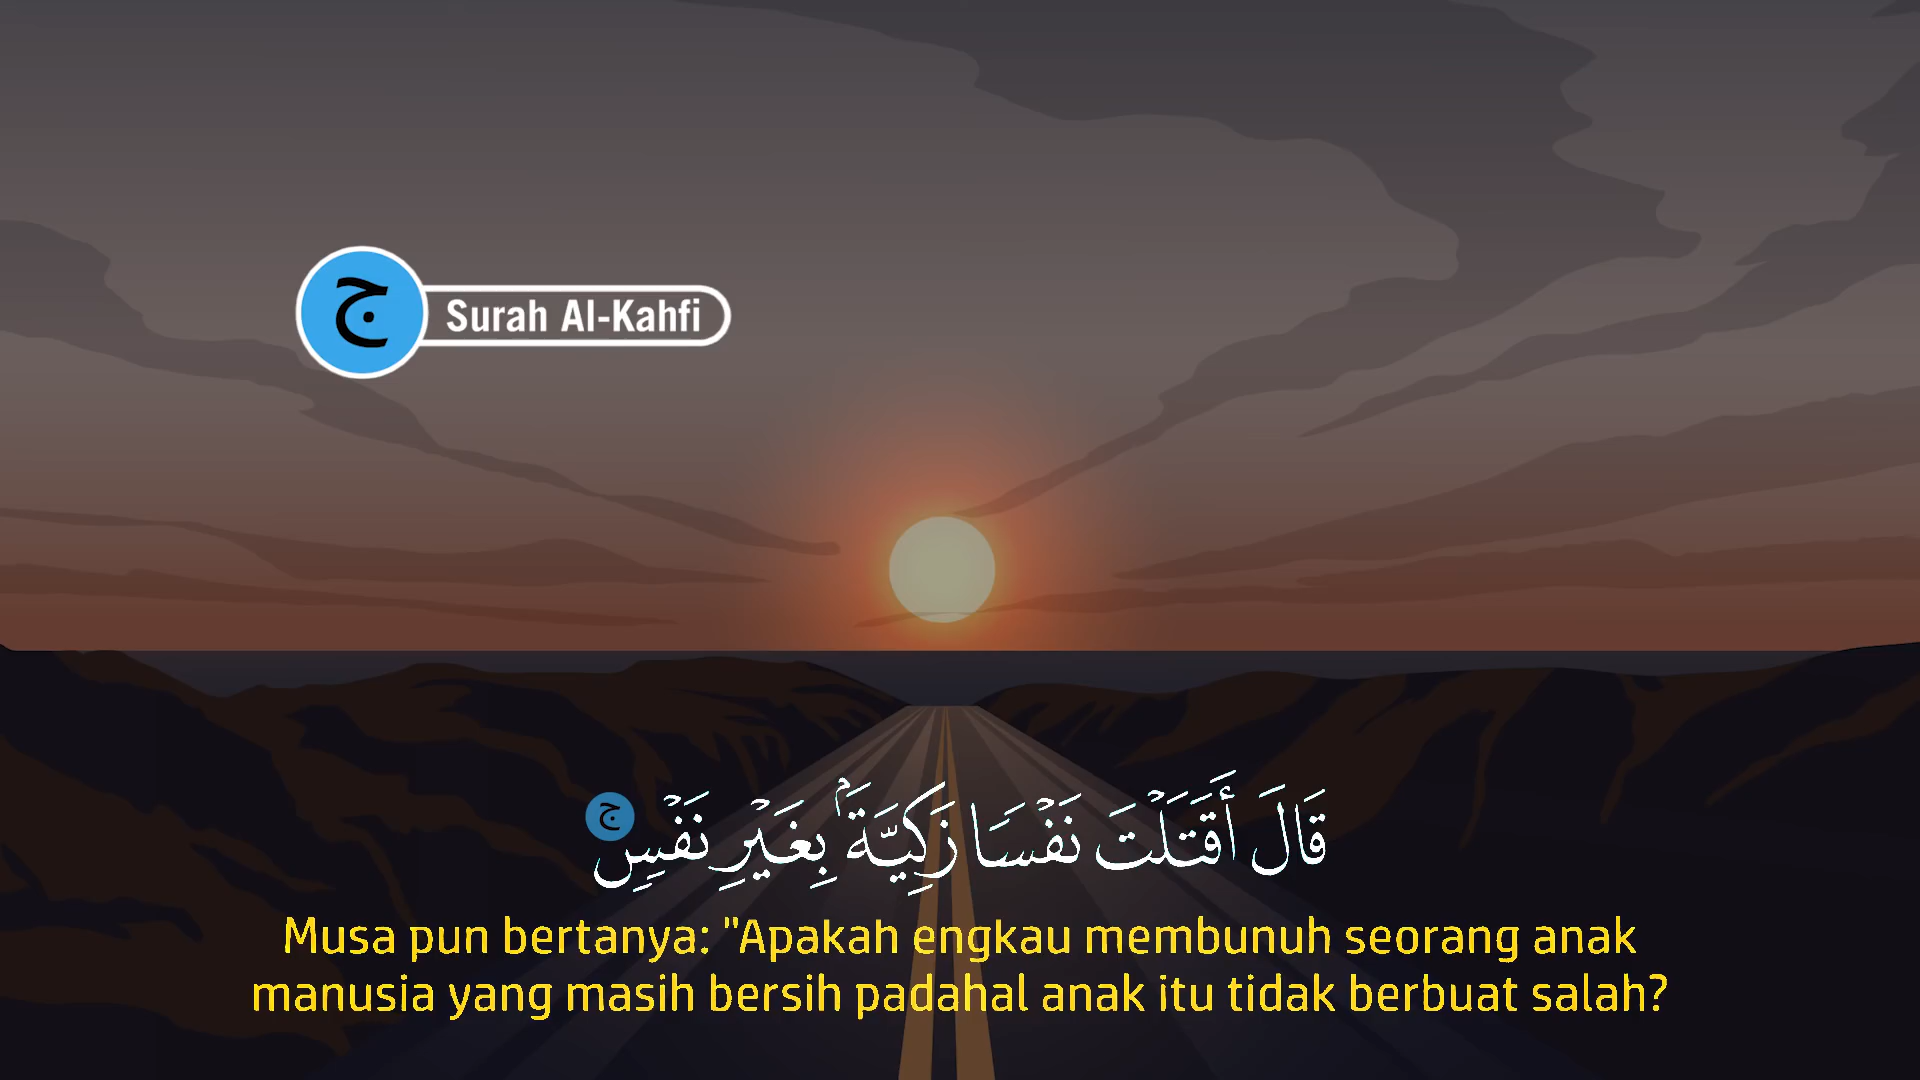 ج
Surah Al-Kahfi
قَالَ أَقَتَلْتَ نَفْسًا زَكِيَّةًۢ بِغَيْرِ نَفْسٍ ج
Musa pun bertanya: "Apakah engkau membunuh seorang anak
manusia yang masih bersih padahal anak itu tidak berbuat salah?